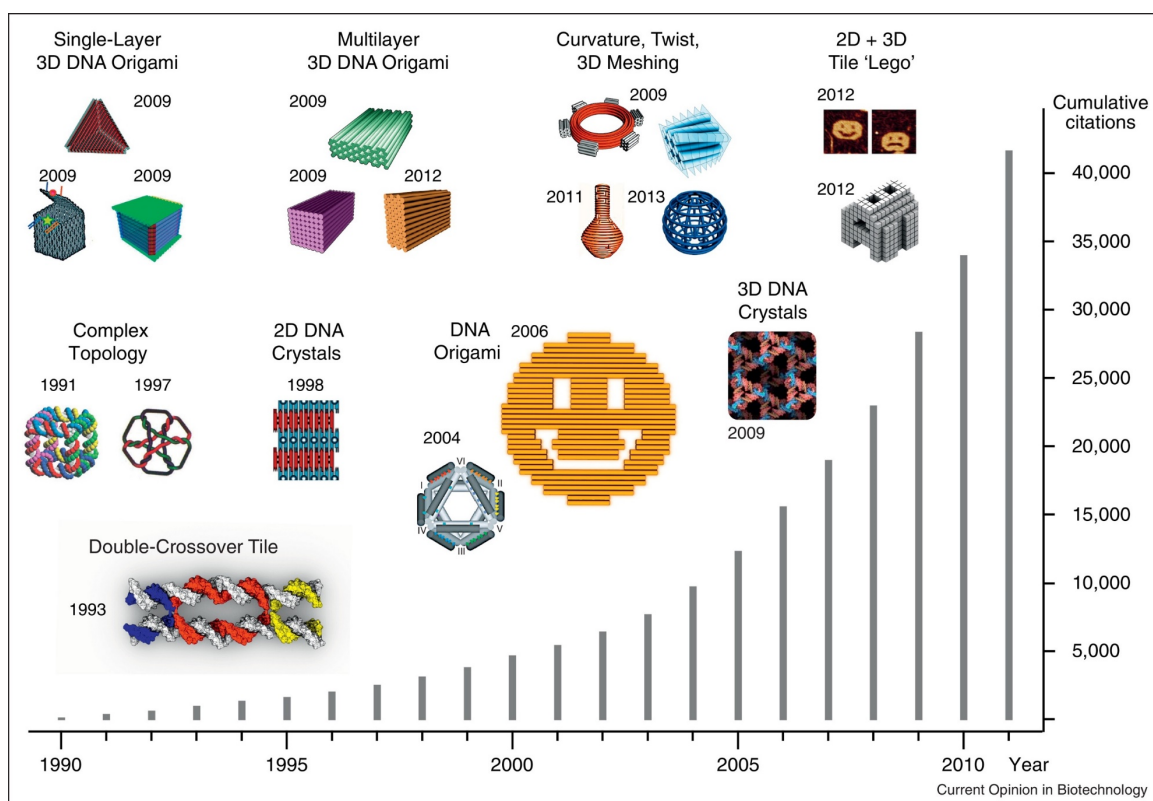 Single-Layer
3D DNA Origami
2009
2009
2009
Multilayer
3D DNA Origami
2009
2009
2012
Curvature, Twist,
3D Meshing
2009
2011
2013
2D + 3D
Tile ‘Lego’
2012
2012
Complex
Topology
1991
1997
2D DNA
Crystals
1998
DNA
Origami
2006
2004
VI
I
II
IV
V
III
3D DNA
Crystals
2009
Double-Crossover Tile
1993
Cumulative
citations
40,000
35,000
30,000
25,000
20,000
15,000
10,000
5,000
1990
1995
2000
2005
2010
Year
Current Opinion in Biotechnology